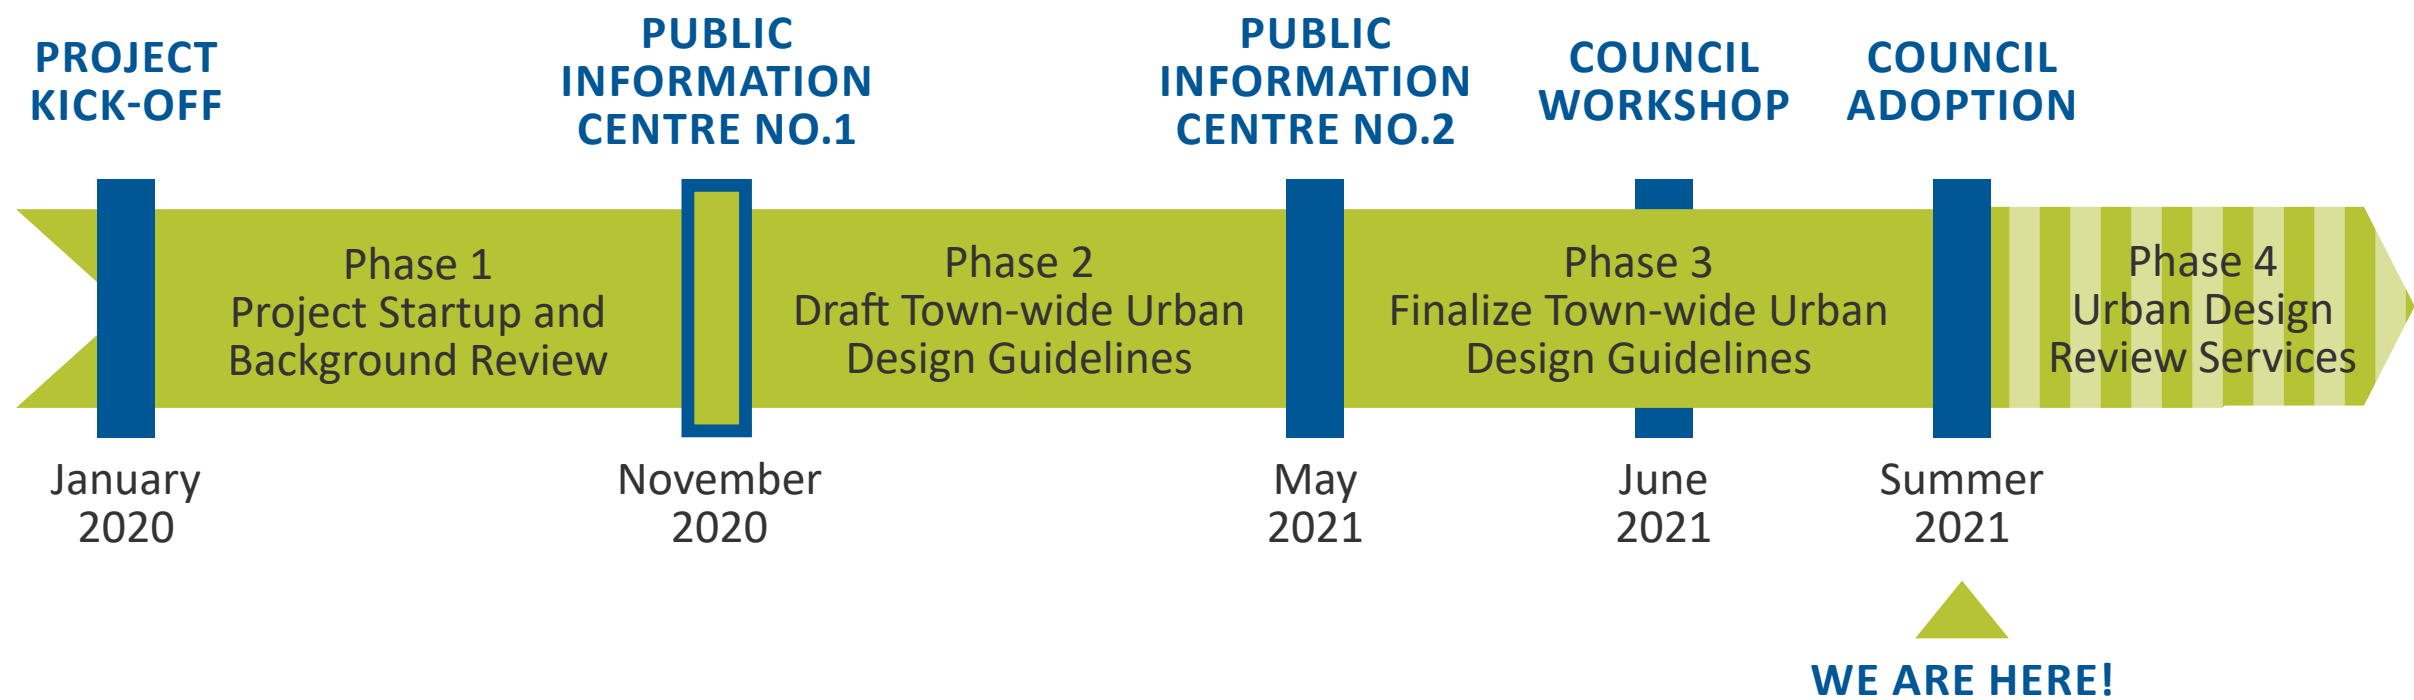 PROJECT
KICK-OFF
PUBLIC
INFORMATION
CENTRE NO.1
PUBLIC
INFORMATION
CENTRE NO.2
COUNCIL
WORKSHOP
COUNCIL
ADOPTION
Phase 1
Project Startup and
Background Review
Phase 2
Draft Town-wide Urban
Design Guidelines
Phase 3
Finalize Town-wide Urban
Design Guidelines
Phase 4
Urban Design
Review Services
January
2020
November
2020
May
2021
June
2021
Summer
2021
WE ARE HERE!